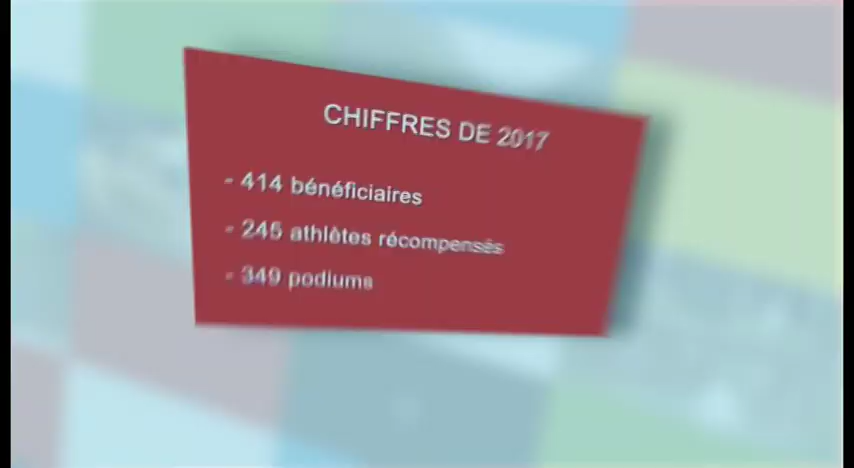 CHIFFRES DE 2017
- 414 bénéficiaires
- 245 athlètes récompensés
- 349 podiums